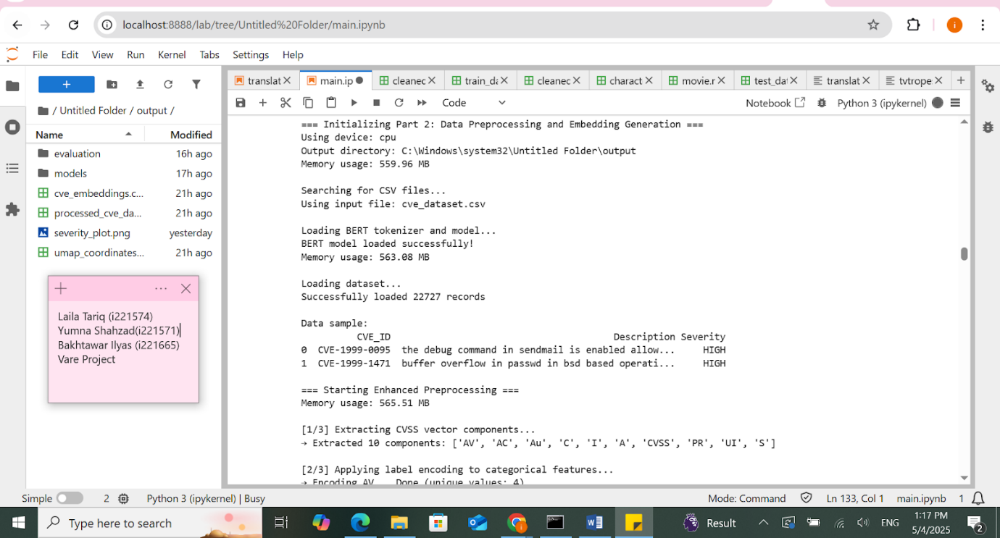 localhost:8888/lab/tree/Untitled%20Folder/main.ipynb
File Edit View Run Kernel Tabs Settings Help
translat main.ip cleanec train_da cleanec charact movie.r test_dat translat tvtrope
Code Notebook Python 3 (ipykernel)
/ Untitled Folder / output /
Name Modified
evaluation 16h ago
models 17h ago
cve_embeddings.c... 21h ago
processed_cve_da... 21h ago
severity_plot.png yesterday
umap_coordinates... 21h ago
Laila Tariq (i221574)
Yumna Shahzad(i221571)
Bakhtawar Ilyas (i221665)
Vare Project
=== Initializing Part 2: Data Preprocessing and Embedding Generation ===
Using device: cpu
Output directory: C:\Windows\system32\Untitled Folder\output
Memory usage: 559.96 MB
Searching for CSV files...
Using input file: cve_dataset.csv
Loading BERT tokenizer and model...
BERT model loaded successfully!
Memory usage: 563.08 MB
Loading dataset...
Successfully loaded 22727 records
Data sample:
CVE_ID Description Severity
0 CVE-1999-0095 the debug command in sendmail is enabled allow... HIGH
1 CVE-1999-1471 buffer overflow in passwd in bsd based operati... HIGH
=== Starting Enhanced Preprocessing ===
Memory usage: 565.51 MB
[1/3] Extracting CVSS vector components...
→ Extracted 10 components: ['AV', 'AC', 'Au', 'C', 'I', 'A', 'CVSS', 'PR', 'UI', 'S']
[2/3] Applying label encoding to categorical features...
→ Encoding AV... Done (unique values: 4)
Simple 2 Python 3 (ipykernel) | Busy Mode: Command Ln 133, Col 1 main.ipynb 1
Type here to search Result ENG 1:17 PM
5/4/2025 2